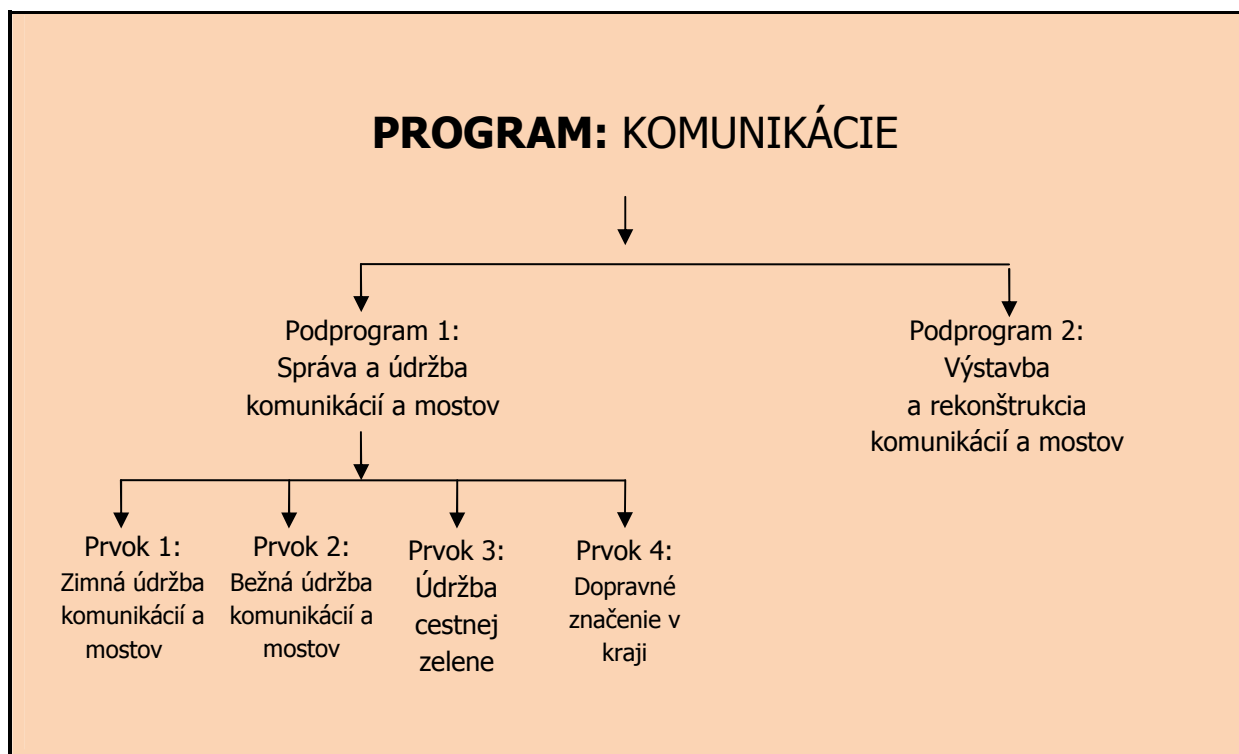 PROGRAM: KOMUNIKÁCIE
Podprogram 1:
Správa a údržba
komunikácií a mostov
Podprogram 2:
Výstavba
a rekonštrukcia
komunikácií a mostov
Prvok 1:
Zimná údržba
komunikácií a
mostov
Prvok 2:
Bežná údržba
komunikácií a
mostov
Prvok 3:
Údržba
cestnej
zelene
Prvok 4:
Dopravné
značenie v
kraji